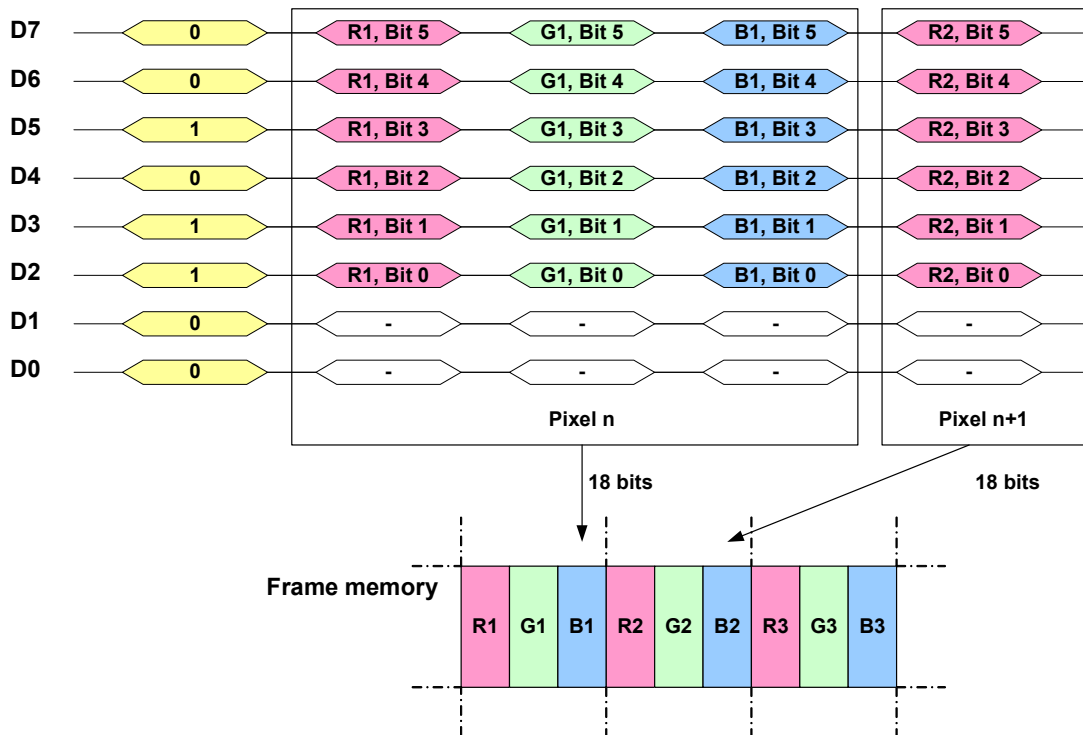 D7 0 R1, Bit 5 G1, Bit 5 B1, Bit 5 R2, Bit 5
D6 0 R1, Bit 4 G1, Bit 4 B1, Bit 4 R2, Bit 4
D5 1 R1, Bit 3 G1, Bit 3 B1, Bit 3 R2, Bit 3
D4 0 R1, Bit 2 G1, Bit 2 B1, Bit 2 R2, Bit 2
D3 1 R1, Bit 1 G1, Bit 1 B1, Bit 1 R2, Bit 1
D2 1 R1, Bit 0 G1, Bit 0 B1, Bit 0 R2, Bit 0
D1 0 - - - -
D0 0 - - - -
Pixel n Pixel n+1
18 bits 18 bits
Frame memory
R1 G1 B1 R2 G2 B2 R3 G3 B3